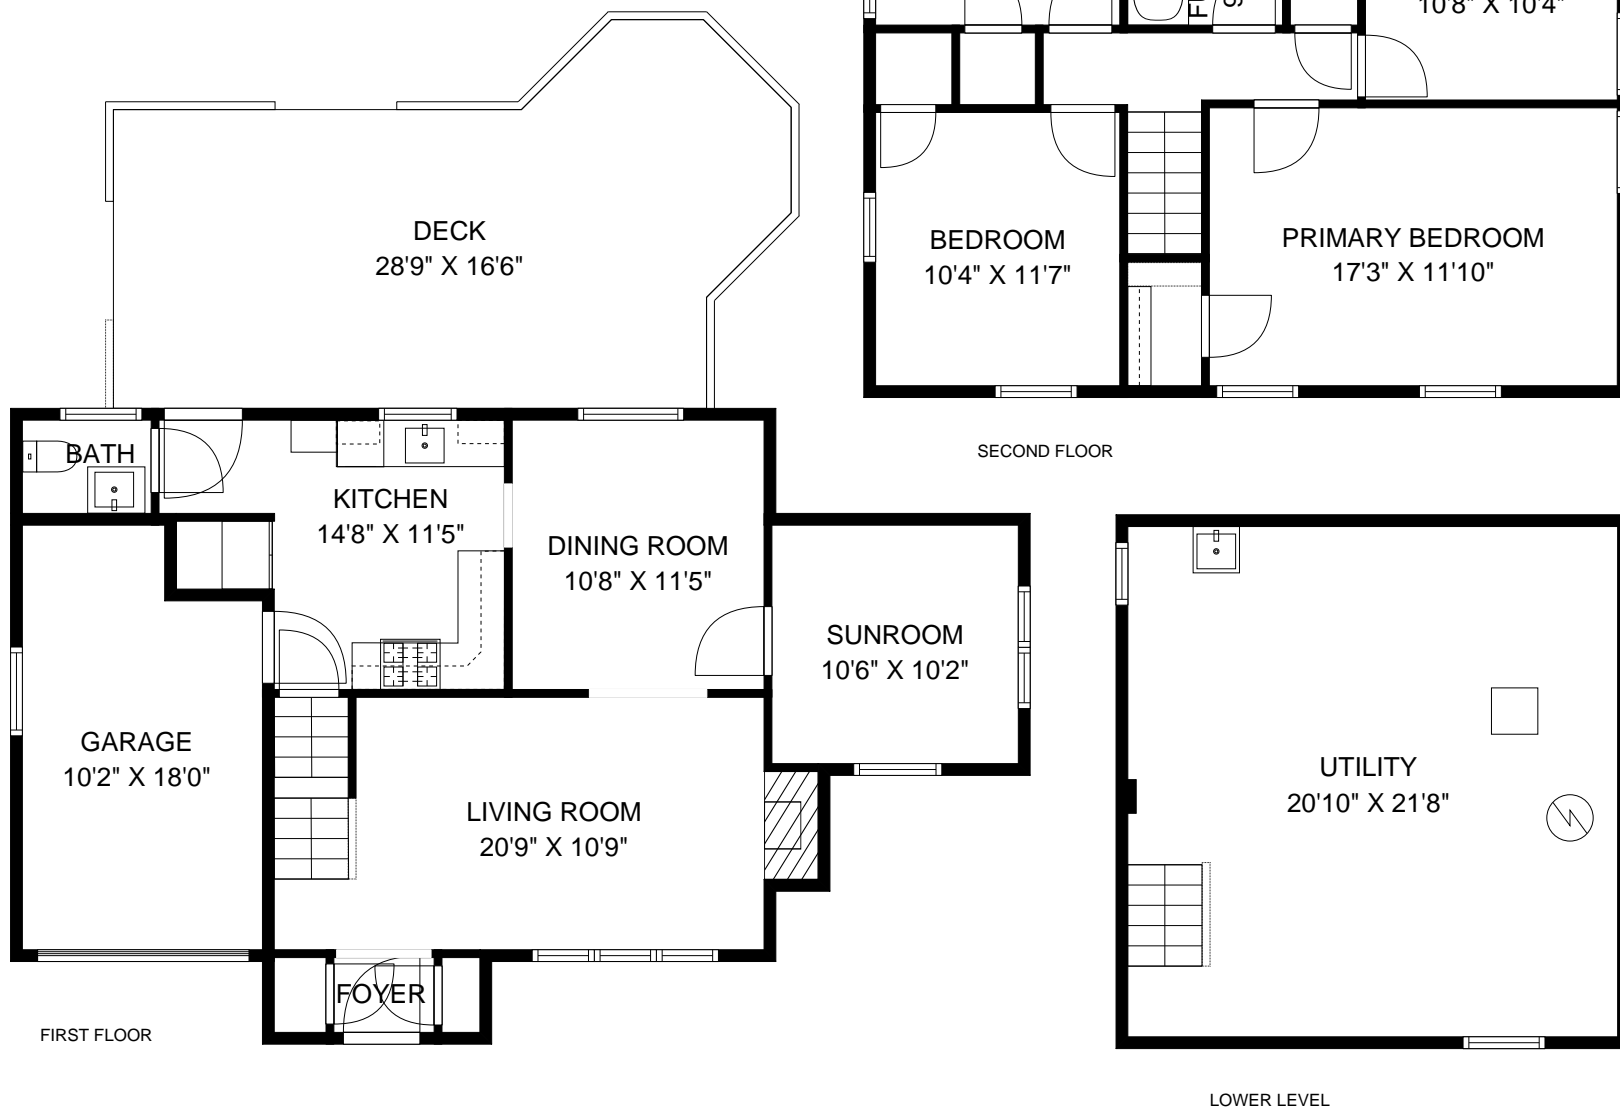 10'8" X 10'4"
DECK
28'9" X 16'6"
BEDROOM
10'4" X 11'7"
PRIMARY BEDROOM
17'3" X 11'10"
SECOND FLOOR
BATH
KITCHEN
14'8" X 11'5"
DINING ROOM
10'8" X 11'5"
SUNROOM
10'6" X 10'2"
GARAGE
10'2" X 18'0"
LIVING ROOM
20'9" X 10'9"
FOYER
FIRST FLOOR
UTILITY
20'10" X 21'8"
LOWER LEVEL